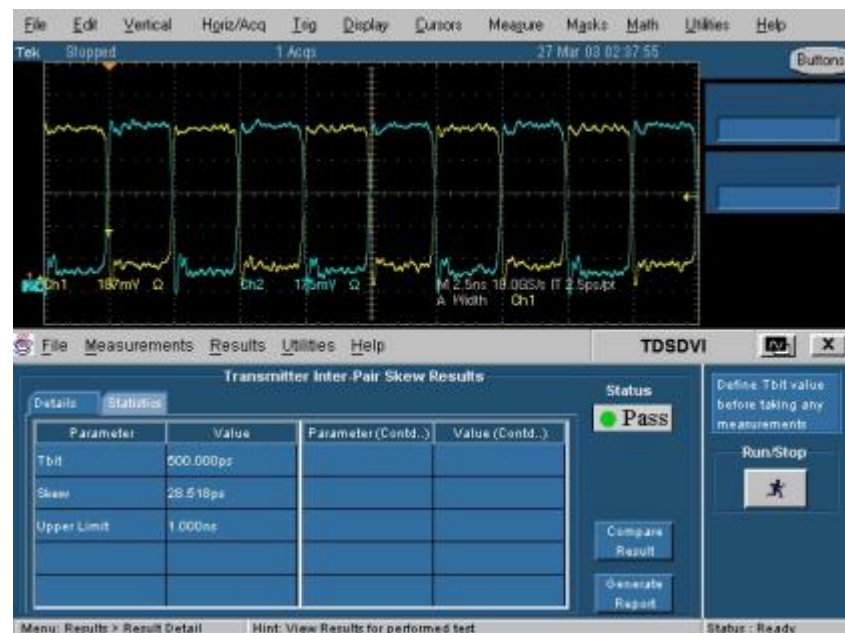 File Edit Vertical Horiz/Acq Trig Display Cursors Measure Masks Math Utilities Help
Tek Stopped 1 Acqs 27 Mar 03 02:37:55
Buttons
Ch1 Ω Ch2 Ω M 2.5ns IT 2.5ps/pt
A Width Ch1
File Measurements Results Utilities Help TDSDVI X
Transmitter Inter-Pair Skew Results
Details Statistics
Parameter Value Parameter (Contd..) Value (Contd..)
Tbit 500.000ps
Skew 28.518ps
Upper Limit 1.000ns
Status
Pass
Compare
Result
Generate
Report
Define Tbit value
before taking any
measurements
Run/Stop
Menu: Results > Result Detail Hint: View Results for performed test Status : Ready